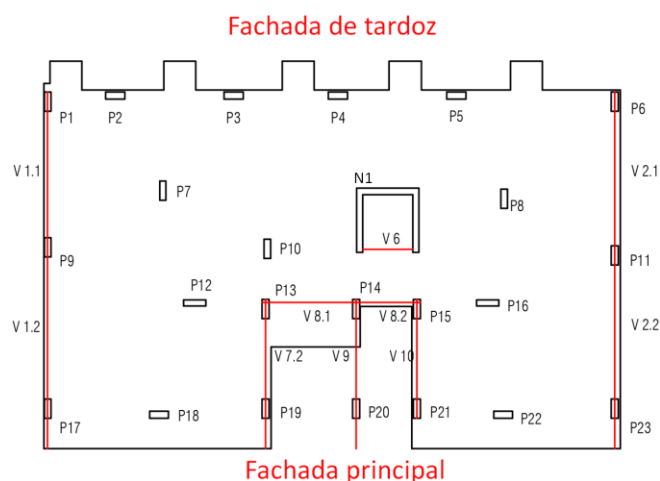 Fachada de tardoz
P1 P2 P3 P4 P5 P6
V 1.1 V 2.1
P7 N1 P8
V 6
P9 P10 P11
P12 P13 P14 P15 P16
V 1.2 V 8.1 V 8.2 V 2.2
V 7.2 V 9 V 10
P17 P18 P19 P20 P21 P22 P23
Fachada principal